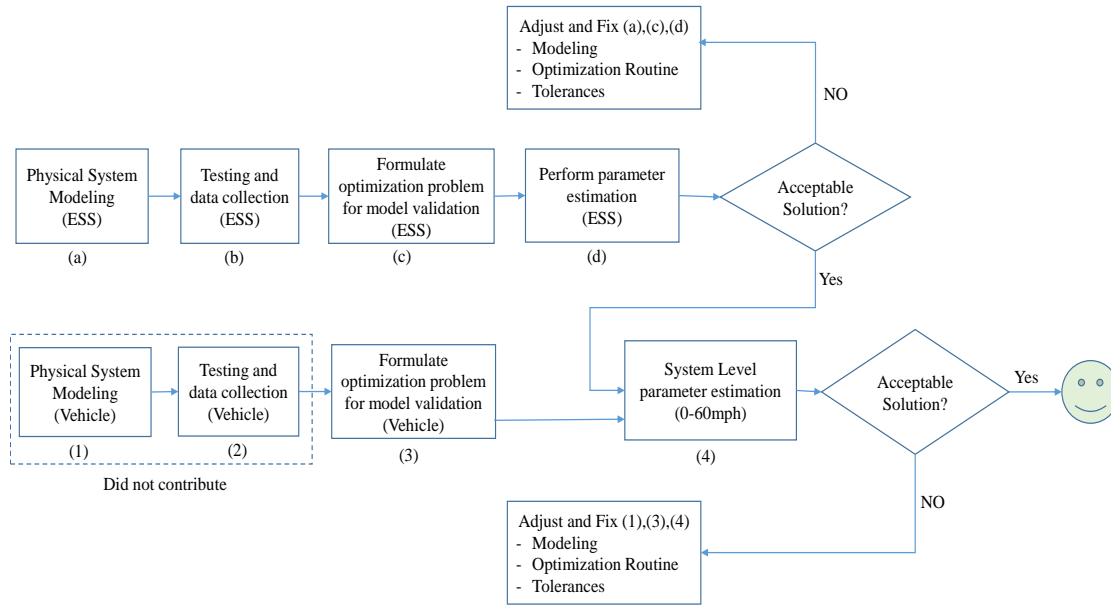 Adjust and Fix (a),(c),(d)
- Modeling
- Optimization Routine
- Tolerances
NO
Physical System
Modeling
(ESS)
(a)
Testing and
data collection
(ESS)
(b)
Formulate
optimization problem
for model validation
(ESS)
(c)
Perform parameter
estimation
(ESS)
(d)
Acceptable
Solution?
Yes
Physical System
Modeling
(Vehicle)
(1)
Testing and
data collection
(Vehicle)
(2)
Did not contribute
Formulate
optimization problem
for model validation
(Vehicle)
(3)
System Level
parameter estimation
(0-60mph)
(4)
Acceptable
Solution?
Yes
NO
Adjust and Fix (1),(3),(4)
- Modeling
- Optimization Routine
- Tolerances